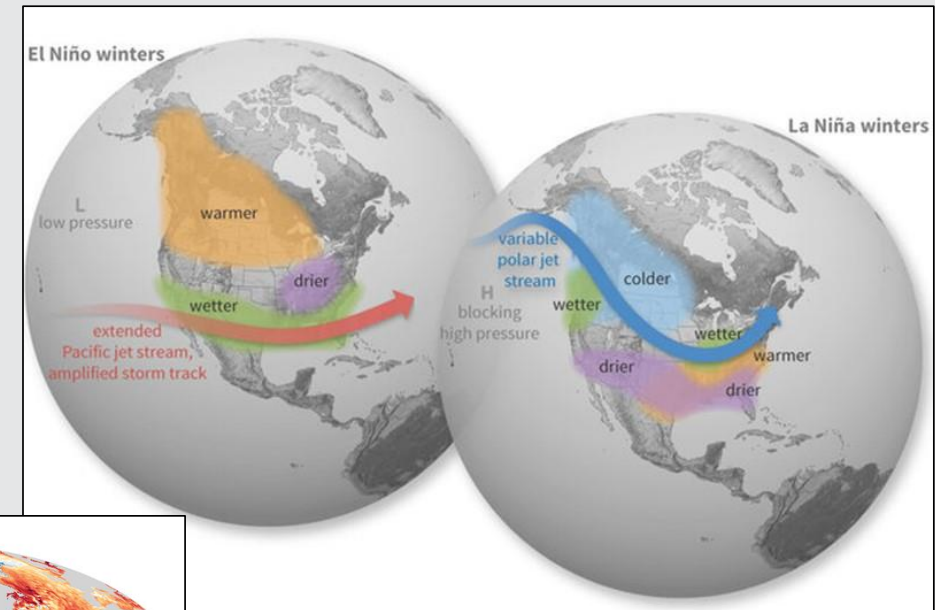 El Niño winters
L
low pressure
warmer
drier
wetter
extended
Pacific jet stream,
amplified storm track
La Niña winters
variable
polar jet
stream
H
blocking
high pressure
colder
wetter
wetter
warmer
drier
drier